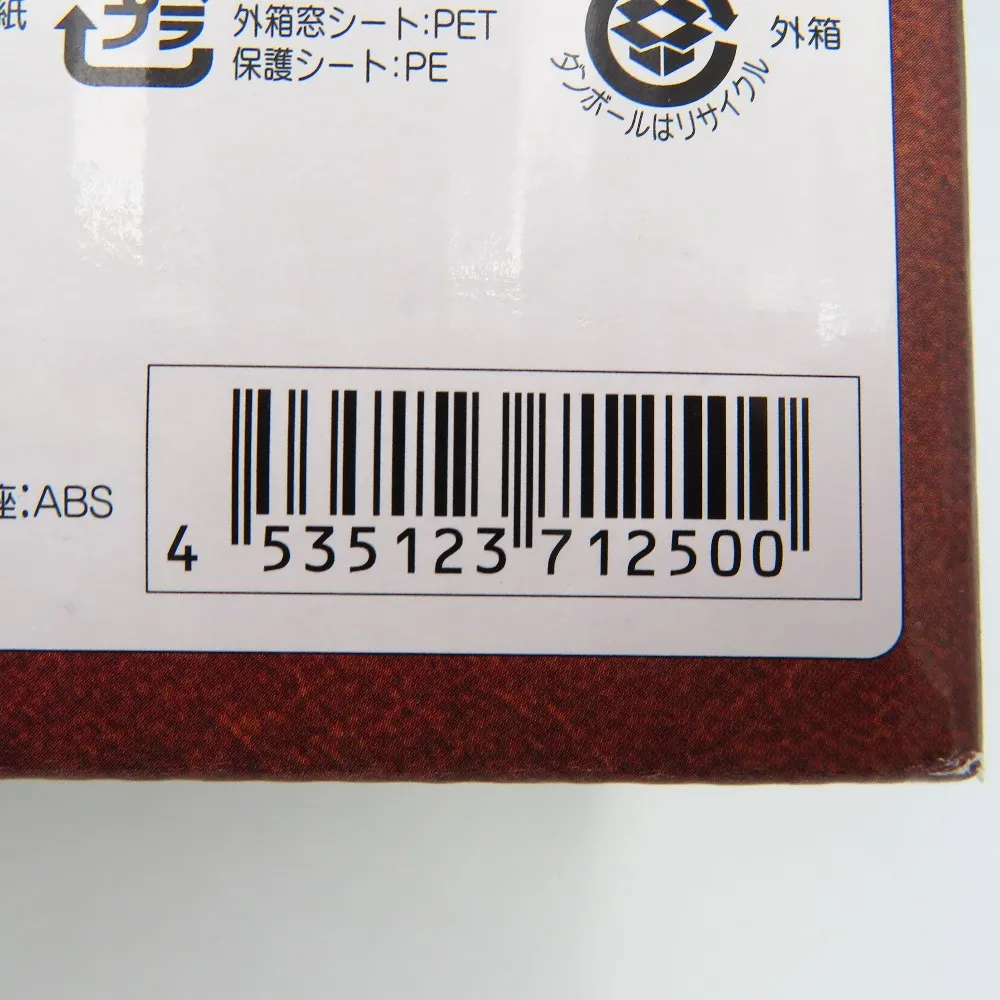 紙
プラ
外箱窓シート:PET
保護シート:PE
外箱
ダンボールはリサイクル
座:ABS
4 535123 712500